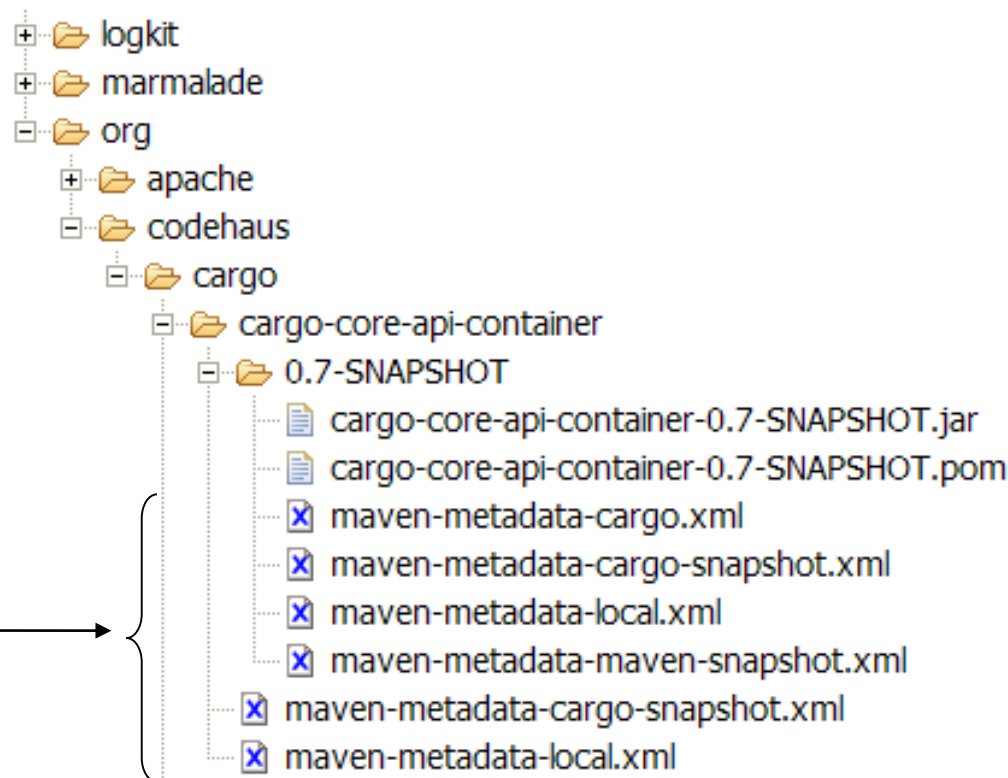 logkit
marmalade
org
apache
codehaus
cargo
cargo-core-api-container
0.7-SNAPSHOT
cargo-core-api-container-0.7-SNAPSHOT.jar
cargo-core-api-container-0.7-SNAPSHOT.pom
maven-metadata-cargo.xml
maven-metadata-cargo-snapshot.xml
maven-metadata-local.xml
maven-metadata-maven-snapshot.xml
maven-metadata-cargo-snapshot.xml
maven-metadata-local.xml